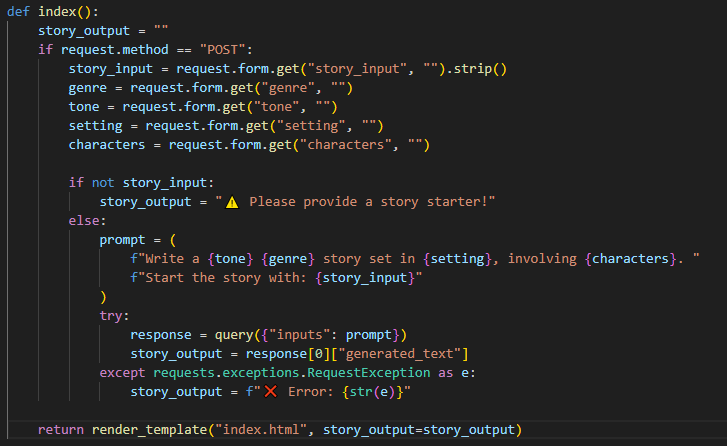 def index():
    story_output = ""
    if request.method == "POST":
        story_input = request.form.get("story_input", "").strip()
        genre = request.form.get("genre", "")
        tone = request.form.get("tone", "")
        setting = request.form.get("setting", "")
        characters = request.form.get("characters", "")

        if not story_input:
            story_output = "⚠️ Please provide a story starter!"
        else:
            prompt = (
                f"Write a {tone} {genre} story set in {setting}, involving {characters}. "
                f"Start the story with: {story_input}"
            )
            try:
                response = query({"inputs": prompt})
                story_output = response[0]["generated_text"]
            except requests.exceptions.RequestException as e:
                story_output = f"❌ Error: {str(e)}"

    return render_template("index.html", story_output=story_output)